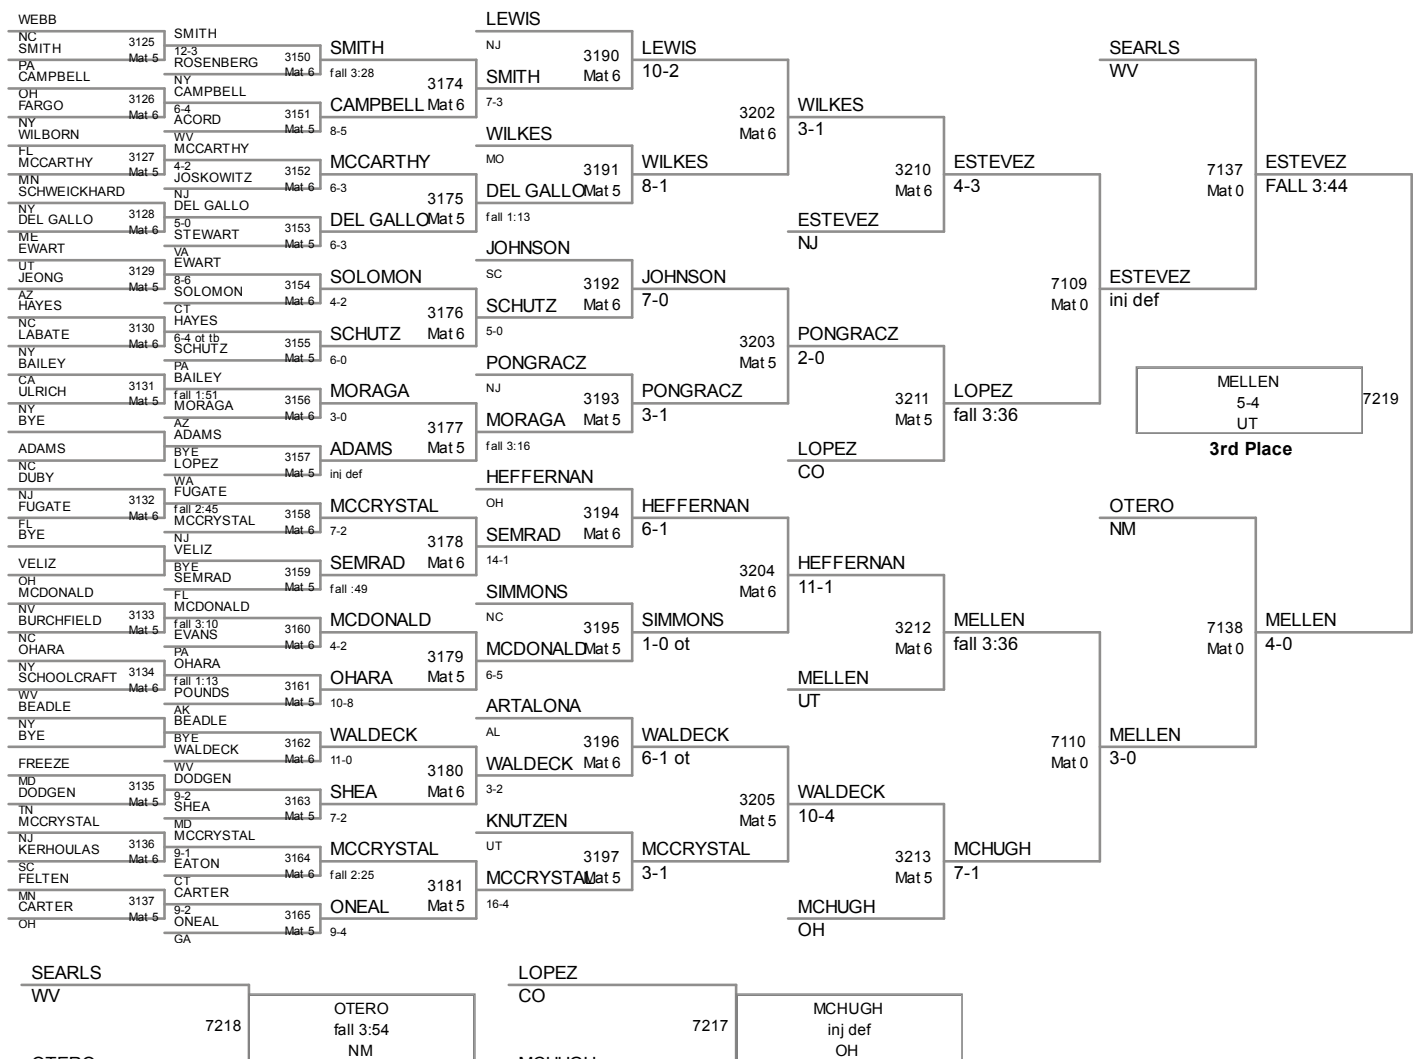 WEBB
NC
SMITH
3125
Mat 5
PA
CAMPBELL
OH
FARGO
3126
Mat 6
NY
WILBORN
FL
MCCARTHY
3127
Mat 5
MN
SCHWEICKHARD
NY
DEL GALLO
3128
Mat 6
ME
EWART
UT
JEONG
3129
Mat 5
AZ
HAYES
NC
LABATE
3130
Mat 6
NY
BAILEY
CA
ULRICH
3131
Mat 5
NY
BYE
ADAMS
NC
DUBY
NJ
FUGATE
3132
Mat 6
FL
BYE
VELIZ
OH
MCDONALD
NV
BURCHFIELD
3133
Mat 5
NC
OHARA
NY
SCHOOLCRAFT
3134
Mat 6
WV
BEADLE
NY
BYE
FREEZE
MD
DODGEN
3135
Mat 5
TN
MCCRYSTAL
NJ
KERHOULAS
3136
Mat 6
SC
FELTEN
MN
CARTER
3137
Mat 5
OH
SMITH
12-3
ROSENBERG
3150
Mat 6
NY
CAMPBELL
6-4
ACORD
3151
Mat 5
WV
MCCARTHY
4-2
JOSKOWITZ
3152
Mat 6
NJ
DEL GALLO
5-0
STEWART
3153
Mat 5
VA
EWART
8-6
SOLOMON
3154
Mat 6
CT
HAYES
6-4 ot tb
SCHUTZ
3155
Mat 5
PA
BAILEY
fall 1:51
MORAGA
3156
Mat 6
AZ
ADAMS
BYE
LOPEZ
3157
Mat 5
WA
FUGATE
fall 2:45
MCCRYSTAL
3158
Mat 6
NJ
VELIZ
BYE
SEMRAD
3159
Mat 5
FL
MCDONALD
fall 3:10
EVANS
3160
Mat 6
PA
OHARA
fall 1:13
POUNDS
3161
Mat 5
AK
BEADLE
BYE
WALDECK
3162
Mat 6
WV
DODGEN
9-2
SHEA
3163
Mat 5
MD
MCCRYSTAL
9-1
EATON
3164
Mat 6
CT
CARTER
9-2
ONEAL
3165
Mat 5
GA
SMITH
fall 3:28
3174
Mat 6
CAMPBELL
8-5
MCCARTHY
6-3
3175
Mat 5
DEL GALLO
6-3
SOLOMON
4-2
3176
Mat 6
SCHUTZ
6-0
MORAGA
3-0
3177
Mat 5
ADAMS
inj def
MCCRYSTAL
7-2
3178
Mat 6
SEMRAD
fall :49
MCDONALD
4-2
3179
Mat 5
OHARA
10-8
WALDECK
11-0
3180
Mat 6
SHEA
7-2
MCCRYSTAL
fall 2:25
3181
Mat 5
ONEAL
9-4
LEWIS
NJ
3190
Mat 6
SMITH
7-3
WILKES
MO
3191
Mat 5
DEL GALLO
fall 1:13
JOHNSON
SC
3192
Mat 6
SCHUTZ
5-0
PONGRACZ
NJ
3193
Mat 5
MORAGA
fall 3:16
HEFFERNAN
OH
3194
Mat 6
SEMRAD
14-1
SIMMONS
NC
3195
Mat 5
MCDONALD
6-5
ARTALONA
AL
3196
Mat 6
WALDECK
3-2
KNUTZEN
UT
3197
Mat 5
MCCRYSTAL
16-4
LEWIS
10-2
3202
Mat 6
WILKES
8-1
JOHNSON
7-0
3203
Mat 5
PONGRACZ
3-1
HEFFERNAN
6-1
3204
Mat 6
SIMMONS
1-0 ot
WALDECK
6-1 ot
3205
Mat 5
MCCRYSTAL
3-1
WILKES
3-1
3210
Mat 6
ESTEVEZ
NJ
PONGRACZ
2-0
3211
Mat 5
LOPEZ
CO
HEFFERNAN
11-1
3212
Mat 6
MELLEN
UT
WALDECK
10-4
3213
Mat 5
MCHUGH
OH
ESTEVEZ
4-3
7109
Mat 0
LOPEZ
fall 3:36
MELLEN
fall 3:36
7110
Mat 0
MCHUGH
7-1
SEARLS
WV
7137
Mat 0
ESTEVEZ
inj def
OTERO
NM
7138
Mat 0
MELLEN
3-0
ESTEVEZ
FALL 3:44
MELLEN
5-4
UT
7219
3rd Place
MELLEN
4-0
SEARLS
WV
7218
OTERO
OTERO
fall 3:54
NM
LOPEZ
CO
7217
MCHUGH
MCHUGH
inj def
OH